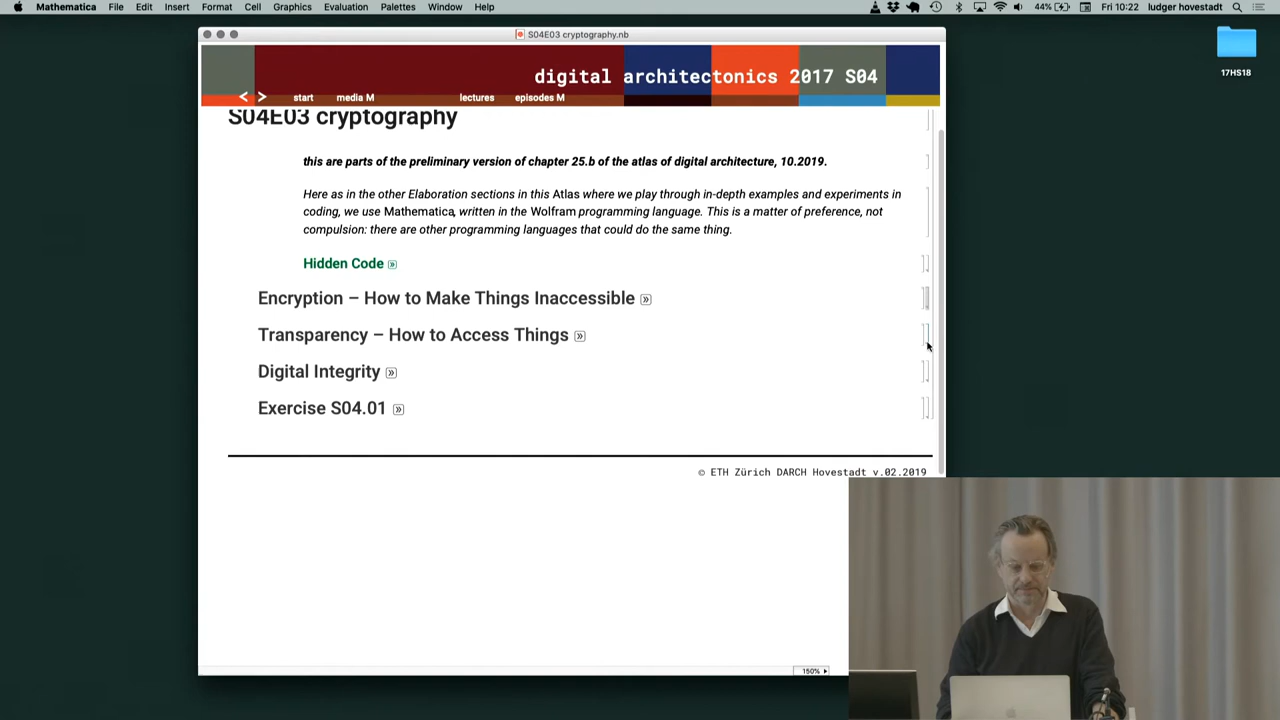 Mathematica File Edit Insert Format Cell Graphics Evaluation Palettes Window Help 44% Fri 10:22 ludger hovestadt
S04E03 cryptography.nb
17HS18
digital architectonics 2017 S04
< > start media M lectures episodes M
S04E03 cryptography
this are parts of the preliminary version of chapter 25.b of the atlas of digital architecture, 10.2019.
Here as in the other Elaboration sections in this Atlas where we play through in-depth examples and experiments in
coding, we use Mathematica, written in the Wolfram programming language. This is a matter of preference, not
compulsion: there are other programming languages that could do the same thing.
Hidden Code
Encryption – How to Make Things Inaccessible
Transparency – How to Access Things
Digital Integrity
Exercise S04.01
© ETH Zürich DARCH Hovestadt v.02.2019
150%